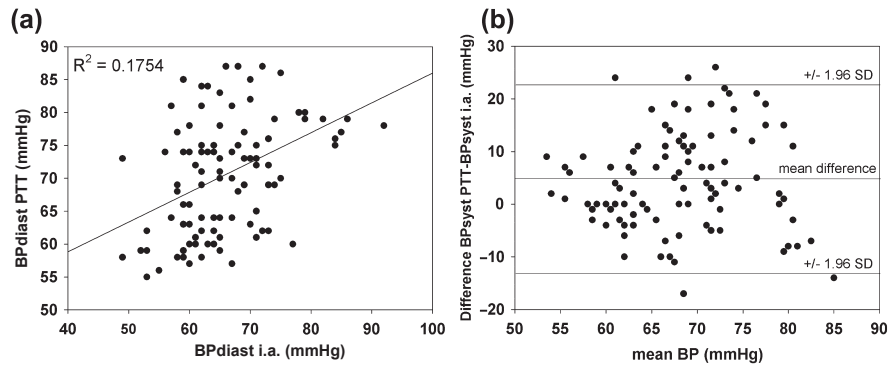 (a)
90
85
80
75
70
65
60
55
50
R² = 0.1754
BPdiast PTT (mmHg)
40 50 60 70 80 90 100
BPdiast i.a. (mmHg)
(b)
30
20
10
0
−10
−20
+/- 1.96 SD
mean difference
+/- 1.96 SD
Difference BPsyst PTT-BPsyst i.a. (mmHg)
50 55 60 65 70 75 80 85 90
mean BP (mmHg)